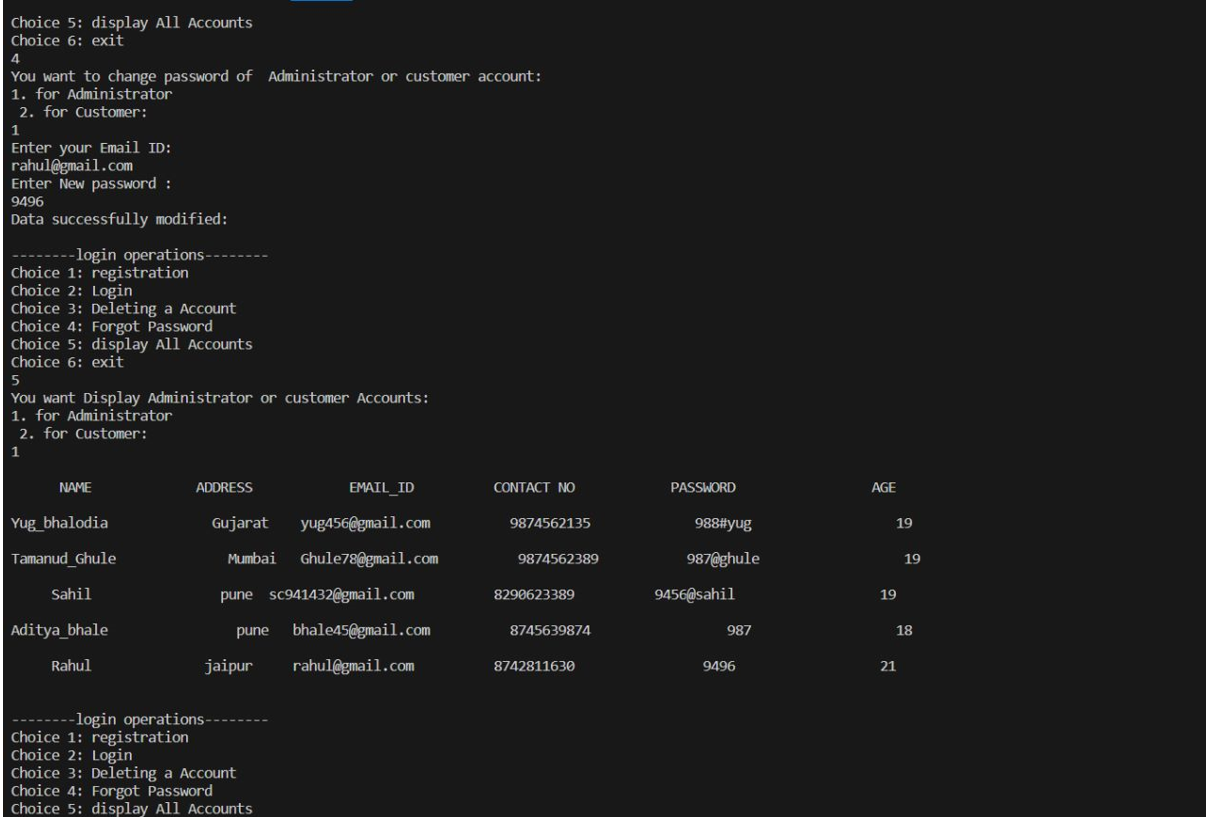 Choice 5: display All Accounts
Choice 6: exit
4
You want to change password of  Administrator or customer account:
1. for Administrator
 2. for Customer:
1
Enter your Email ID:
rahul@gmail.com
Enter New password :
9496
Data successfully modified:
--------login operations--------
Choice 1: registration
Choice 2: Login
Choice 3: Deleting a Account
Choice 4: Forgot Password
Choice 5: display All Accounts
Choice 6: exit
5
You want Display Administrator or customer Accounts:
1. for Administrator
 2. for Customer:
1
NAME ADDRESS EMAIL_ID CONTACT NO PASSWORD AGE
Yug_bhalodia Gujarat yug456@gmail.com 9874562135 988#yug 19
Tamanud_Ghule Mumbai Ghule78@gmail.com 9874562389 987@ghule 19
Sahil pune sc941432@gmail.com 8290623389 9456@sahil 19
Aditya_bhale pune bhale45@gmail.com 8745639874 987 18
Rahul jaipur rahul@gmail.com 8742811630 9496 21
--------login operations--------
Choice 1: registration
Choice 2: Login
Choice 3: Deleting a Account
Choice 4: Forgot Password
Choice 5: display All Accounts